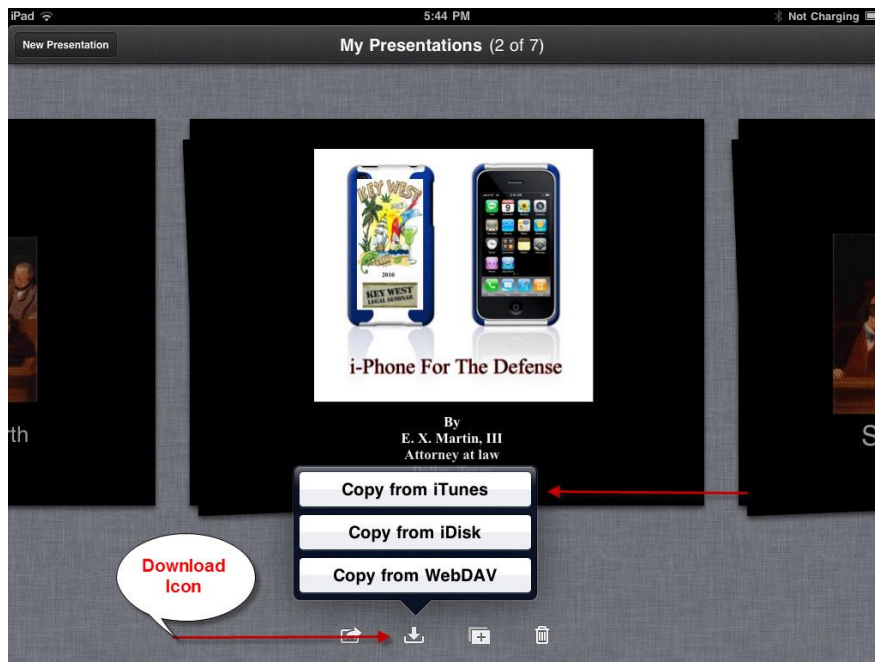 iPad 5:44 PM Not Charging
New Presentation My Presentations (2 of 7)
KEY WEST
2010
KEY WEST
LEGAL SEMINAR
i-Phone For The Defense
rth
By
E. X. Martin, III
Attorney at law
S
Copy from iTunes
Copy from iDisk
Copy from WebDAV
Download
Icon